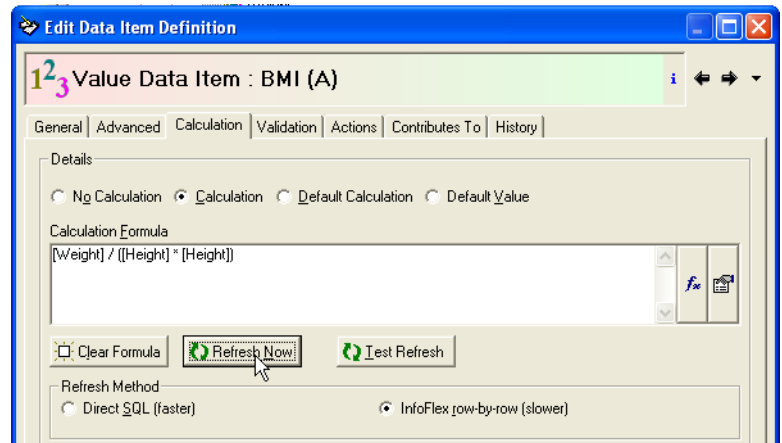 Edit Data Item Definition
123 Value Data Item : BMI (A)
i
General Advanced Calculation Validation Actions Contributes To History
Details
No Calculation Calculation Default Calculation Default Value
Calculation Formula
[Weight] / ([Height] * [Height])
fx
Clear Formula Refresh Now Test Refresh
Refresh Method
Direct SQL (faster) InfoFlex row-by-row (slower)